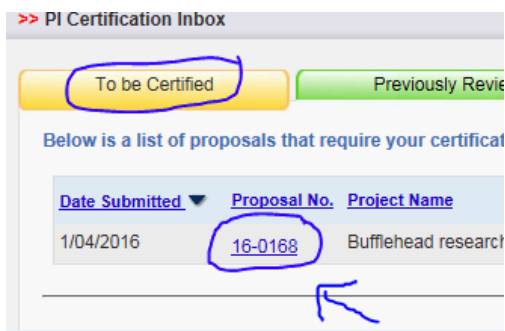 >> PI Certification Inbox
To be Certified Previously Revie
Below is a list of proposals that require your certificat
Date Submitted Proposal No. Project Name
1/04/2016 16-0168 Bufflehead research